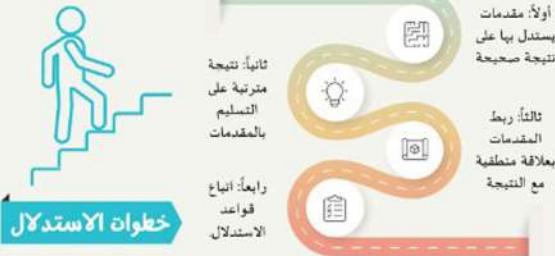 أولاً: مقدمات
يستدل بها على
نتيجة صحيحة
ثانياً: نتيجة
مترتبة على
التسليم
بالمقدمات
ثالثاً: ربط
المقدمات
بعلاقة منطقية
مع النتيجة
رابعاً: اتباع
قواعد
الاستدلال.
خطوات الاستدلال